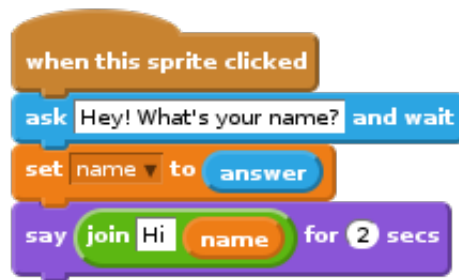 when this sprite clicked
ask Hey! What's your name? and wait
set name to answer
say join Hi name for 2 secs